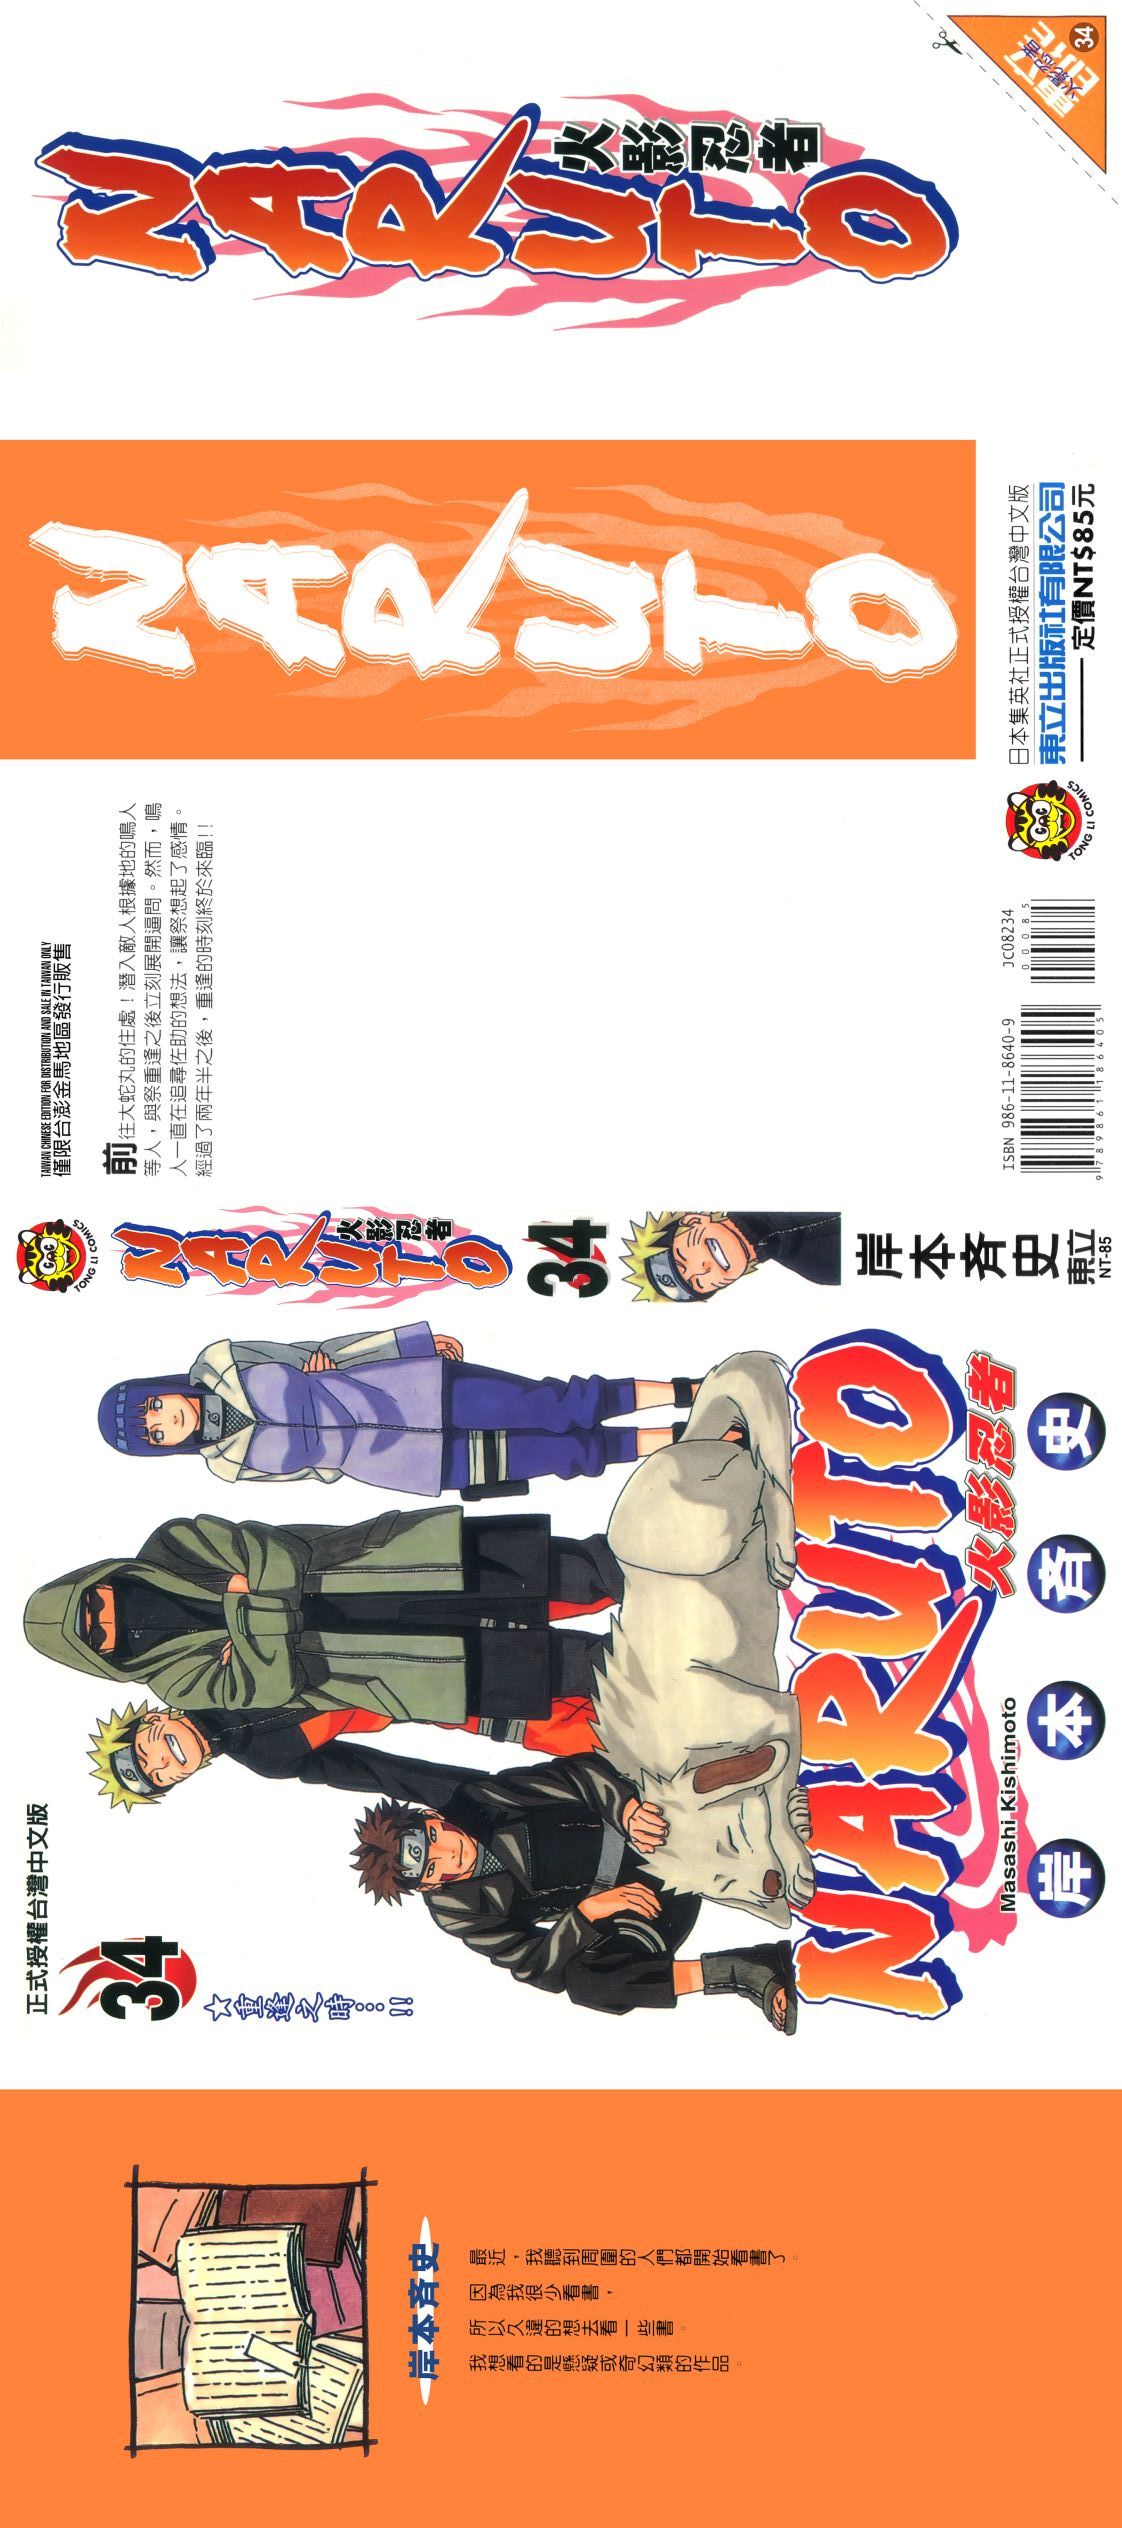 34
東立
火影忍者
NARUTO
火影忍者
NARUTO
日本集英社正式授權台灣中文版
東立出版社有限公司
定價NT$85元
TONG LI COMICS
TAIWAN CHINESE EDITION FOR DISTRIBUTION AND SALE IN TAIWAN ONLY
僅限台澎金馬地區發行販售
前往大蛇丸的住處！潛入敵人根據地的鳴人
等人，與祭重逢之後立刻展開逼問。然而，鳴
人一直在追尋佐助的想法，讓祭想起了感情。
經過了兩年半之後，重逢的時刻終於來臨!!
ISBN 986-11-8640-9
9789861186405
JC08234
00085
TONG LI COMICS
NARUTO
火影忍者
34
岸本斉史
東立
NT-85
正式授權台灣中文版
34
☆重逢之時…!!
NARUTO
火影忍者
Masashi Kishimoto
岸本斉史
岸本斉史
最近，我聽到周圍的人們都開始看書了。
因為我很少看書，
所以久違的想去看一些書。
我想看的是懸疑或奇幻類的作品。